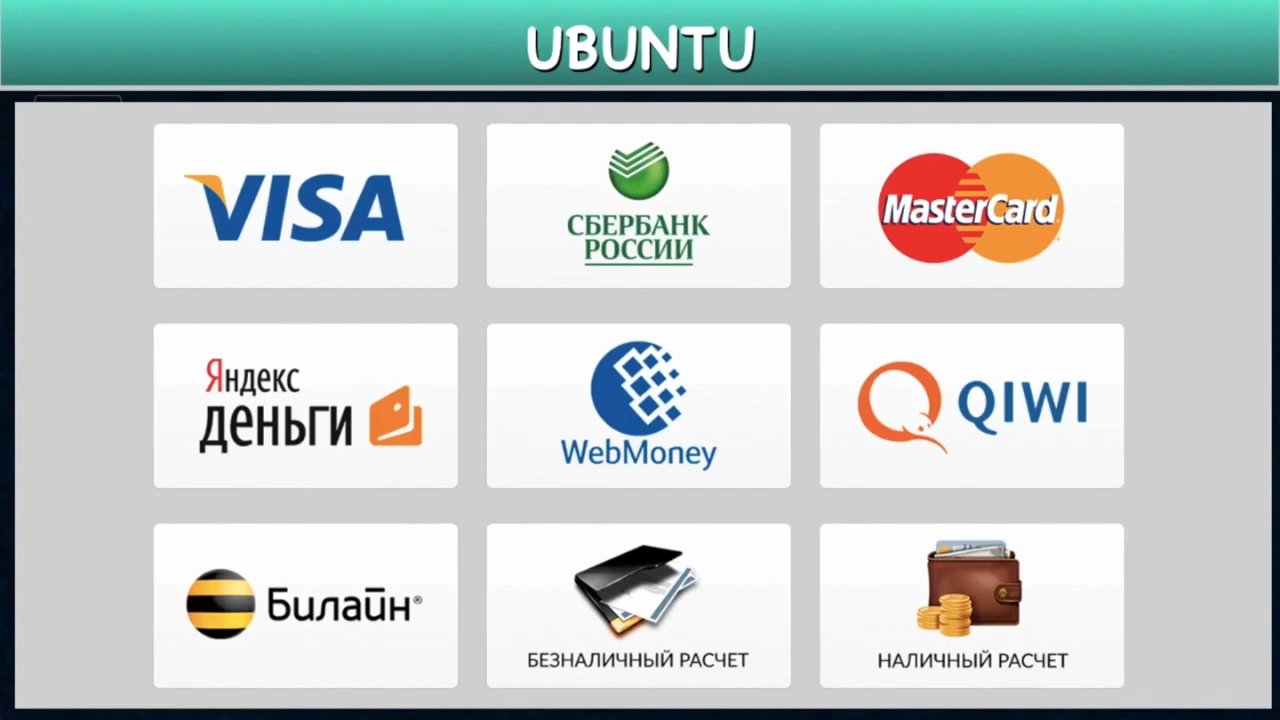 UBUNTU
VISA
СБЕРБАНК
РОССИИ
MasterCard
Яндекс
деньги
WebMoney
QIWI
Билайн®
БЕЗНАЛИЧНЫЙ РАСЧЕТ
НАЛИЧНЫЙ РАСЧЕТ